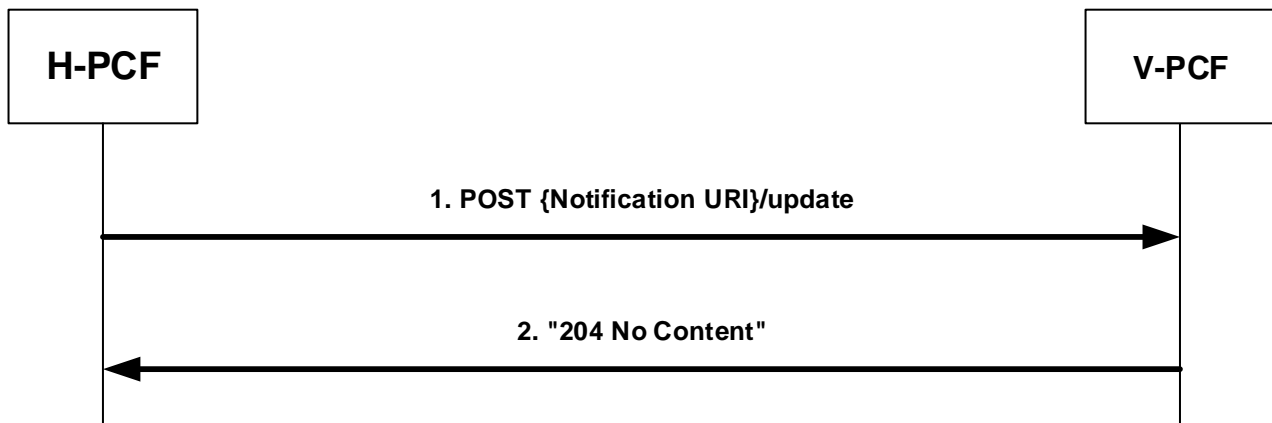 H-PCF
V-PCF
1. POST {Notification URI}/update
2. "204 No Content"